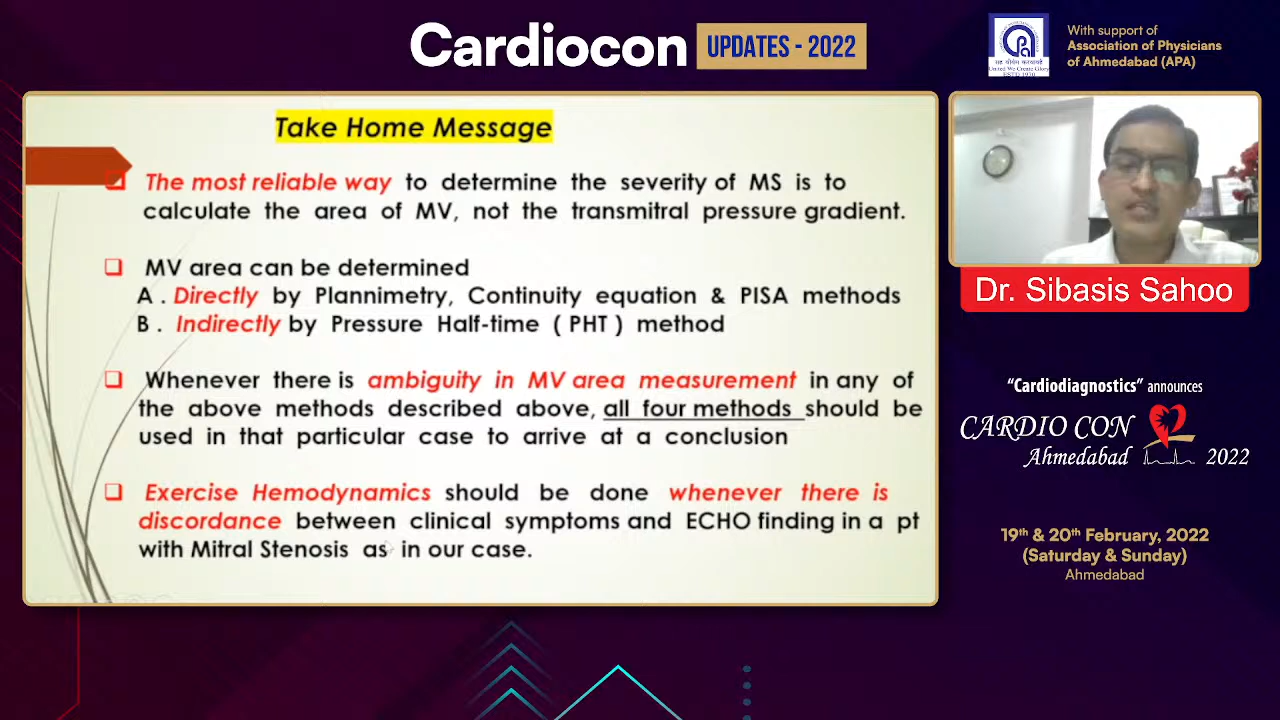 Cardiocon UPDATES - 2022
With support of
Association of Physicians
of Ahmedabad (APA)
United We Create Glory
ESTD 1970
Take Home Message
The most reliable way to determine the severity of MS is to
calculate the area of MV, not the transmitral pressure gradient.
MV area can be determined
A . Directly by Plannimetry, Continuity equation & PISA methods
B . Indirectly by Pressure Half-time ( PHT ) method
Whenever there is ambiguity in MV area measurement in any of
the above methods described above, all four methods should be
used in that particular case to arrive at a conclusion
Exercise Hemodynamics should be done whenever there is
discordance between clinical symptoms and ECHO finding in a pt
with Mitral Stenosis as in our case.
Dr. Sibasis Sahoo
“Cardiodiagnostics” announces
CARDIO CON
Ahmedabad 2022
19th & 20th February, 2022
(Saturday & Sunday)
Ahmedabad